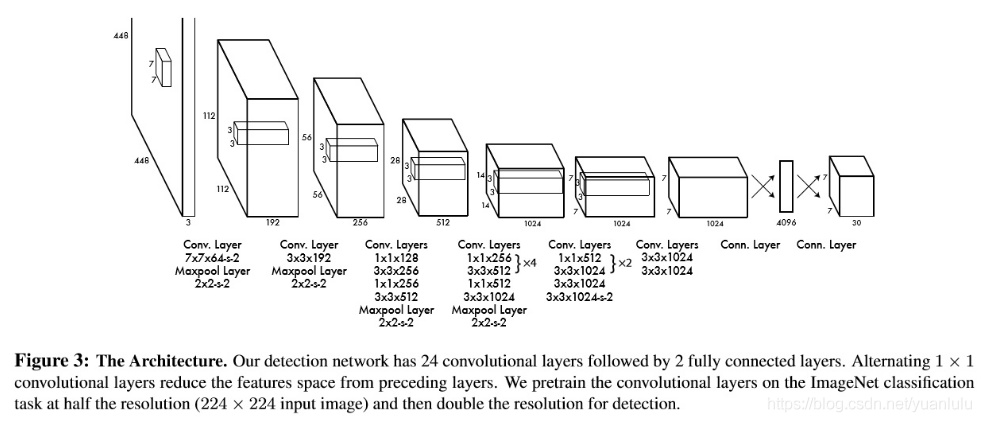 448
7
7
448
3
112
3
3
112
192
56
3
3
56
256
28
3
3
28
512
14
3
3
14
1024
7
3
3
7
1024
7
7
1024
4096
7
7
30
Conv. Layer
7x7x64-s-2
Maxpool Layer
2x2-s-2
Conv. Layer
3x3x192
Maxpool Layer
2x2-s-2
Conv. Layers
1x1x128
3x3x256
1x1x256
3x3x512
Maxpool Layer
2x2-s-2
Conv. Layers
1x1x256
3x3x512
}×4
1x1x512
3x3x1024
Maxpool Layer
2x2-s-2
Conv. Layers
1x1x512
3x3x1024
}×2
3x3x1024
3x3x1024-s-2
Conv. Layers
3x3x1024
3x3x1024
Conn. Layer
Conn. Layer
Figure 3: The Architecture. Our detection network has 24 convolutional layers followed by 2 fully connected layers. Alternating 1 × 1
convolutional layers reduce the features space from preceding layers. We pretrain the convolutional layers on the ImageNet classification
task at half the resolution (224 × 224 input image) and then double the resolution for detection.
https://blog.csdn.net/yuanlulu